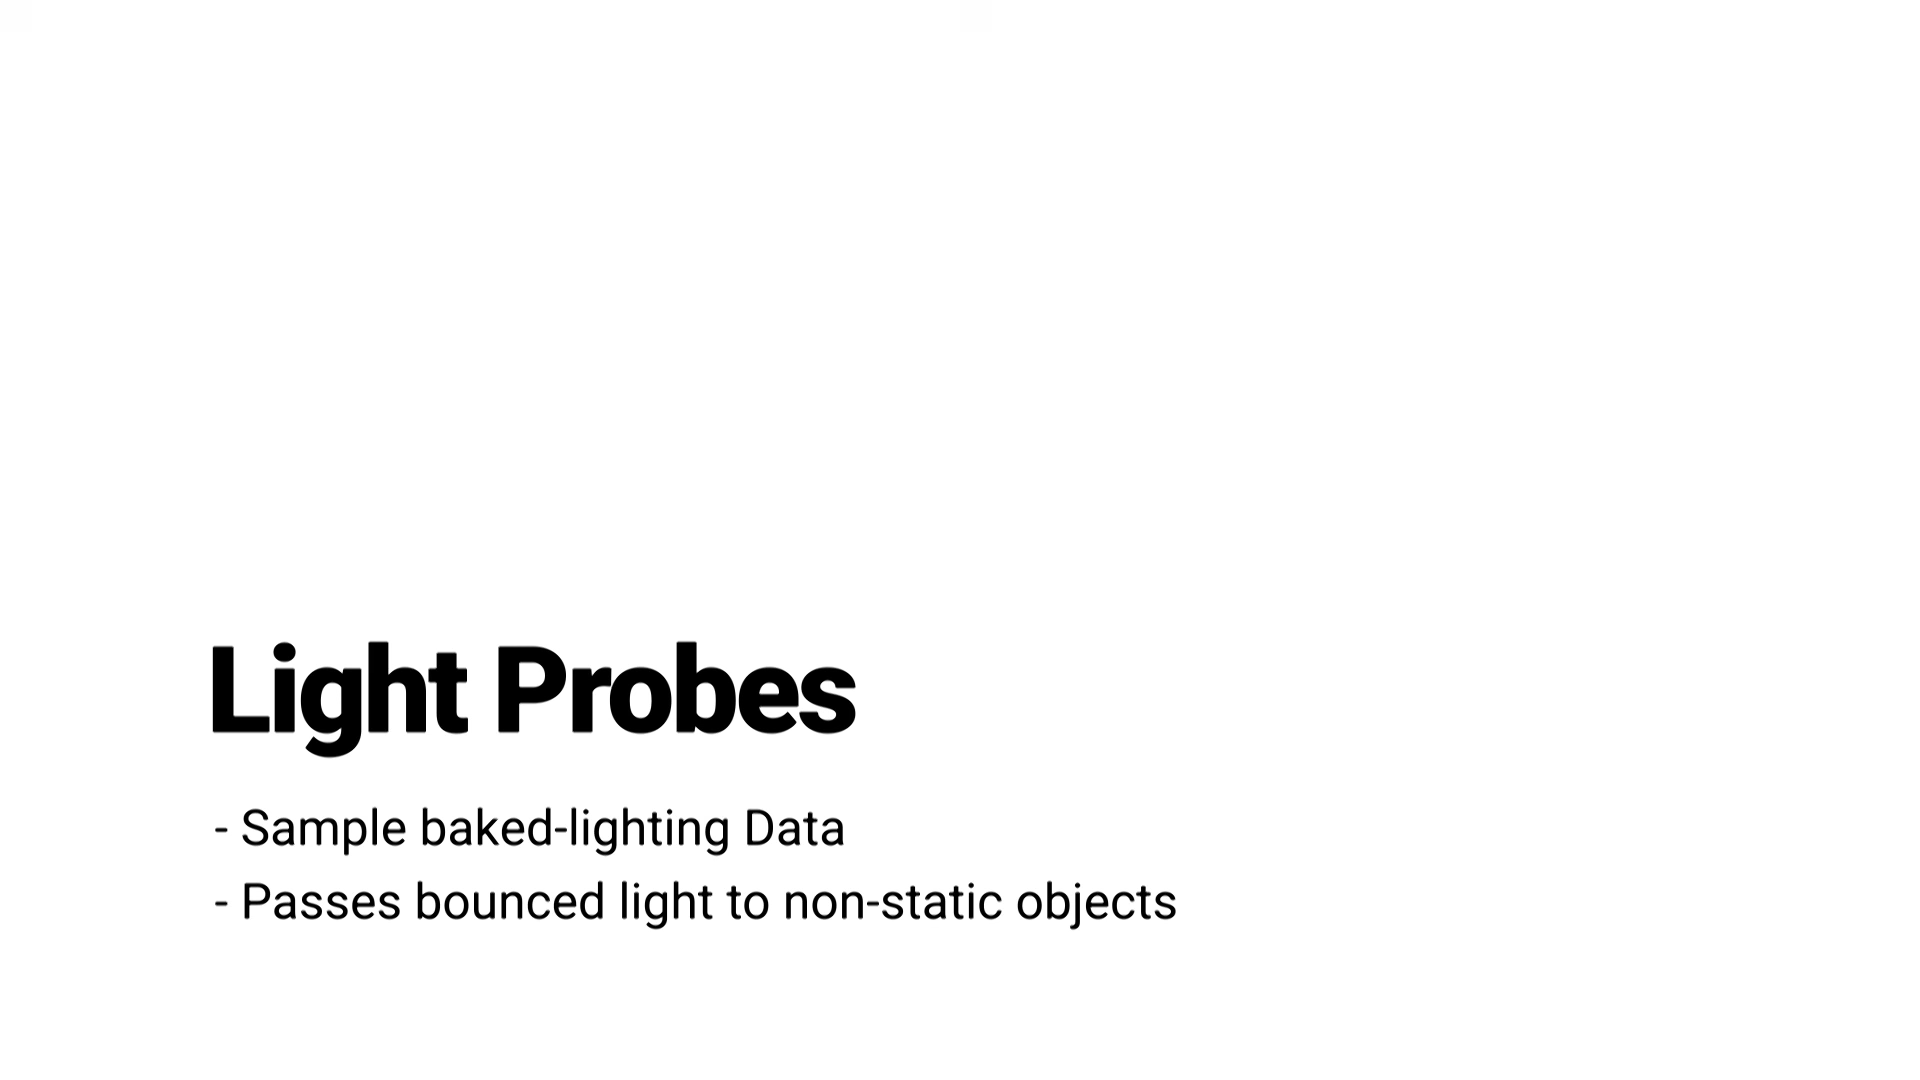 Light Probes
- Sample baked-lighting Data
- Passes bounced light to non-static objects